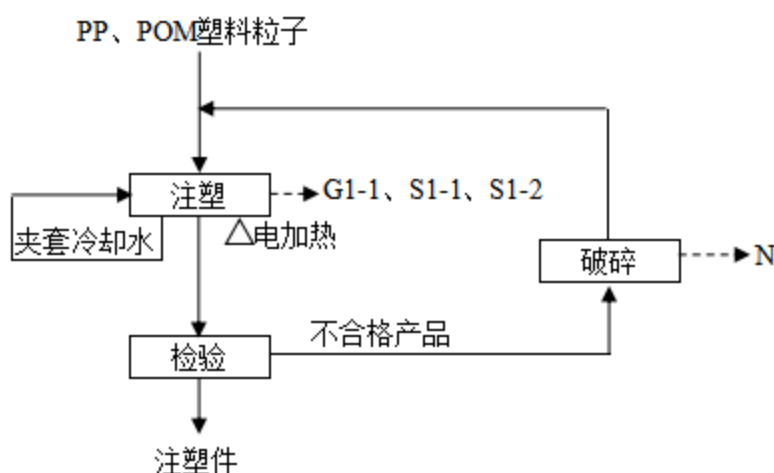 PP、POM塑料粒子
注塑
G1-1、S1-1、S1-2
夹套冷却水
△电加热
破碎
N
不合格产品
检验
注塑件